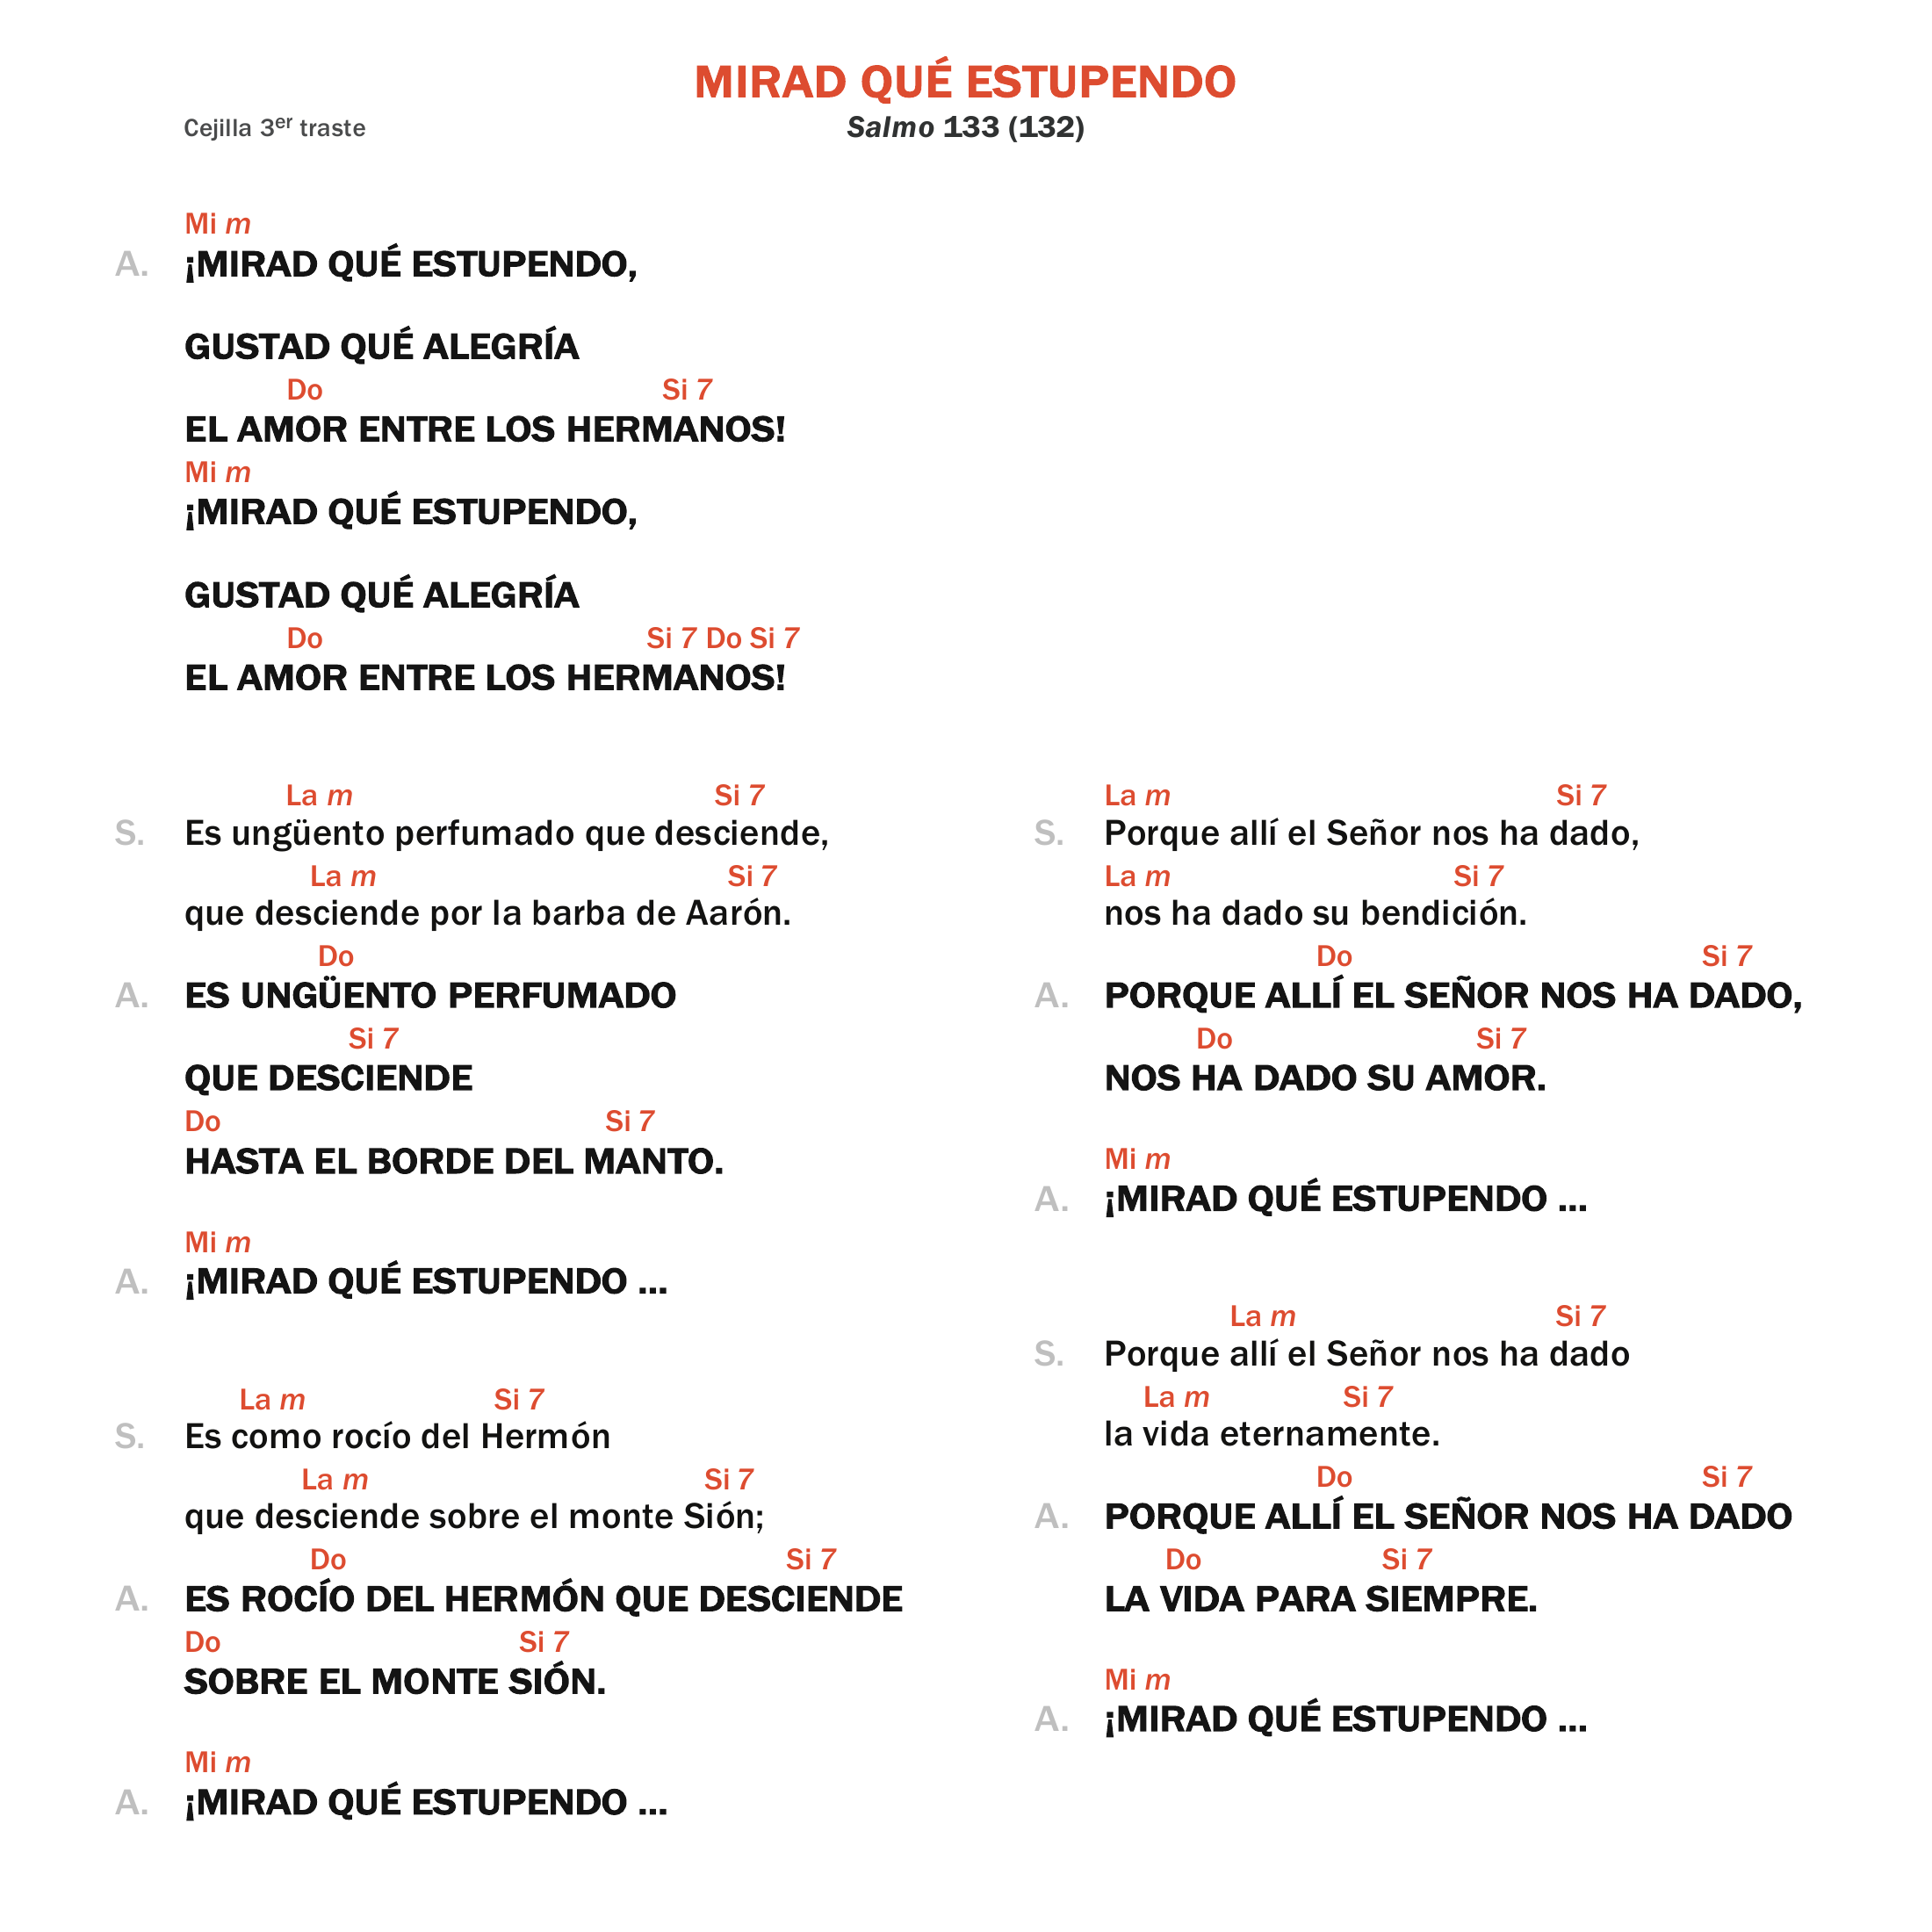 MIRAD QUÉ ESTUPENDO
Cejilla 3er traste
Salmo 133 (132)
Mi m
A. ¡MIRAD QUÉ ESTUPENDO,
GUSTAD QUÉ ALEGRÍA
Do Si 7
EL AMOR ENTRE LOS HERMANOS!
Mi m
¡MIRAD QUÉ ESTUPENDO,
GUSTAD QUÉ ALEGRÍA
Do Si 7 Do Si 7
EL AMOR ENTRE LOS HERMANOS!
La m Si 7
S. Es ungüento perfumado que desciende,
La m Si 7
que desciende por la barba de Aarón.
Do
A. ES UNGÜENTO PERFUMADO
Si 7
QUE DESCIENDE
Do Si 7
HASTA EL BORDE DEL MANTO.
Mi m
A. ¡MIRAD QUÉ ESTUPENDO ...
La m Si 7
S. Es como rocío del Hermón
La m Si 7
que desciende sobre el monte Sión;
Do Si 7
A. ES ROCÍO DEL HERMÓN QUE DESCIENDE
Do Si 7
SOBRE EL MONTE SIÓN.
Mi m
A. ¡MIRAD QUÉ ESTUPENDO ...
La m Si 7
S. Porque allí el Señor nos ha dado,
La m Si 7
nos ha dado su bendición.
Do Si 7
A. PORQUE ALLÍ EL SEÑOR NOS HA DADO,
Do Si 7
NOS HA DADO SU AMOR.
Mi m
A. ¡MIRAD QUÉ ESTUPENDO ...
La m Si 7
S. Porque allí el Señor nos ha dado
La m Si 7
la vida eternamente.
Do Si 7
A. PORQUE ALLÍ EL SEÑOR NOS HA DADO
Do Si 7
LA VIDA PARA SIEMPRE.
Mi m
A. ¡MIRAD QUÉ ESTUPENDO ...